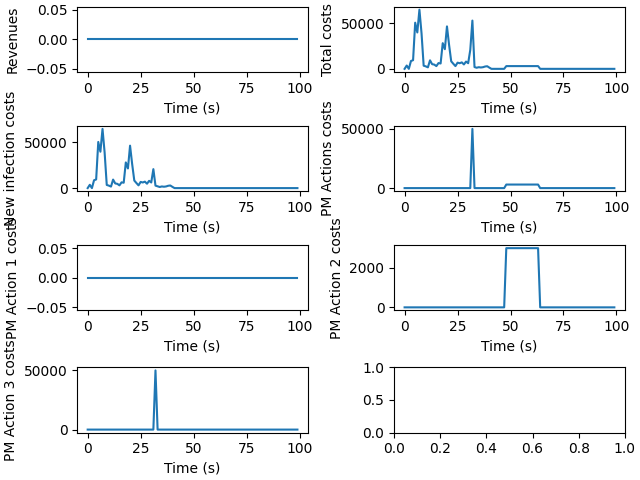 Revenues
0.05
0.00
−0.05
0 25 50 75 100
Time (s)
Total costs
50000
0
0 25 50 75 100
Time (s)
New infection costs
50000
0
0 25 50 75 100
Time (s)
PM Actions costs
50000
0
0 25 50 75 100
Time (s)
PM Action 1 costs
0.05
0.00
−0.05
0 25 50 75 100
Time (s)
PM Action 2 costs
2000
0
0 25 50 75 100
Time (s)
PM Action 3 costs
50000
0
0 25 50 75 100
Time (s)
1.0
0.5
0.0
0.0 0.2 0.4 0.6 0.8 1.0